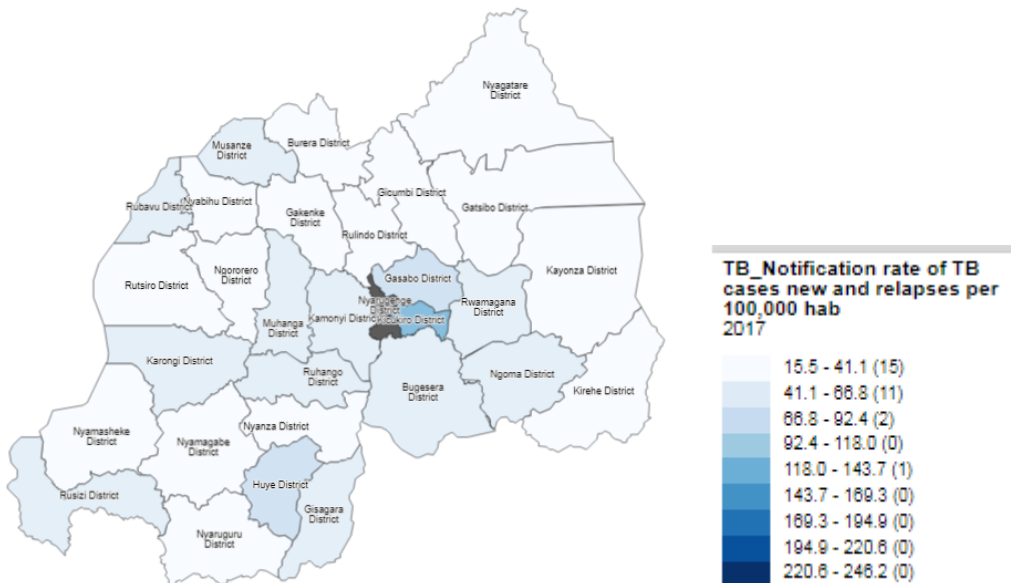 Nyagatare
District
Musanze
District
Burera District
Rubavu District
Nyabihu District
Gakenke
District
Gicumbi District
Gatsibo District
Rulindo District
Rutsiro District
Ngororero
District
Gasabo District
Kayonza District
Nyarugenge
District
Kicukiro District
Rwamagana
District
Muhanga
District
Kamonyi District
Karongi District
Ruhango
District
Bugesera
District
Ngoma District
Kirehe District
Nyamasheke
District
Nyamagabe
District
Nyanza District
Rusizi District
Huye District
Gisagara
District
Nyaruguru
District
TB_Notification rate of TB
cases new and relapses per
100,000 hab
2017
15.5 - 41.1 (15)
41.1 - 66.8 (11)
66.8 - 92.4 (2)
92.4 - 118.0 (0)
118.0 - 143.7 (1)
143.7 - 169.3 (0)
169.3 - 194.9 (0)
194.9 - 220.6 (0)
220.6 - 246.2 (0)